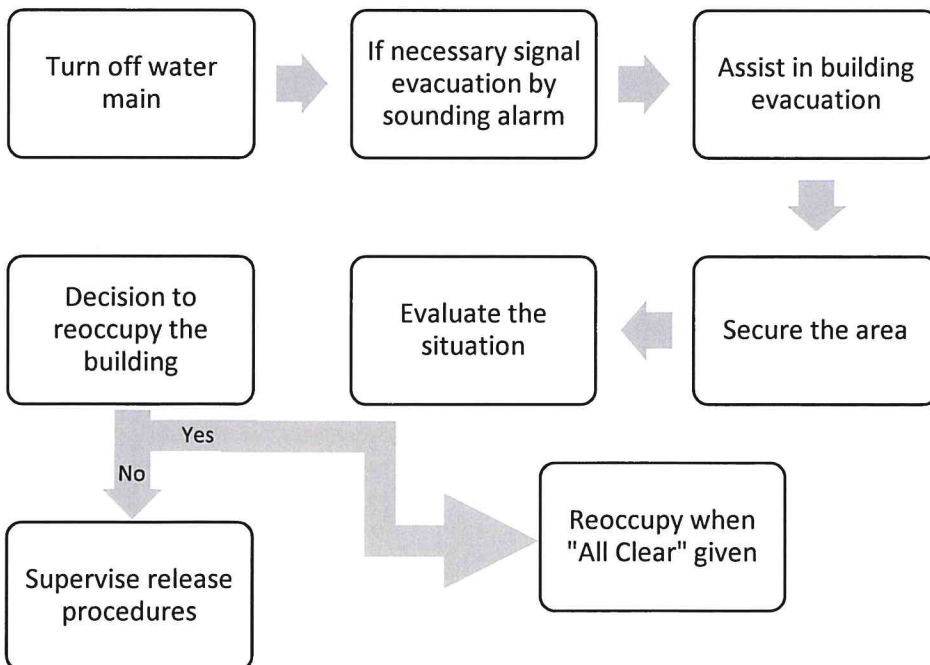 Turn off water
main
If necessary signal
evacuation by
sounding alarm
Assist in building
evacuation
Secure the area
Evaluate the
situation
Decision to
reoccupy the
building
Yes
No
Reoccupy when
"All Clear" given
Supervise release
procedures